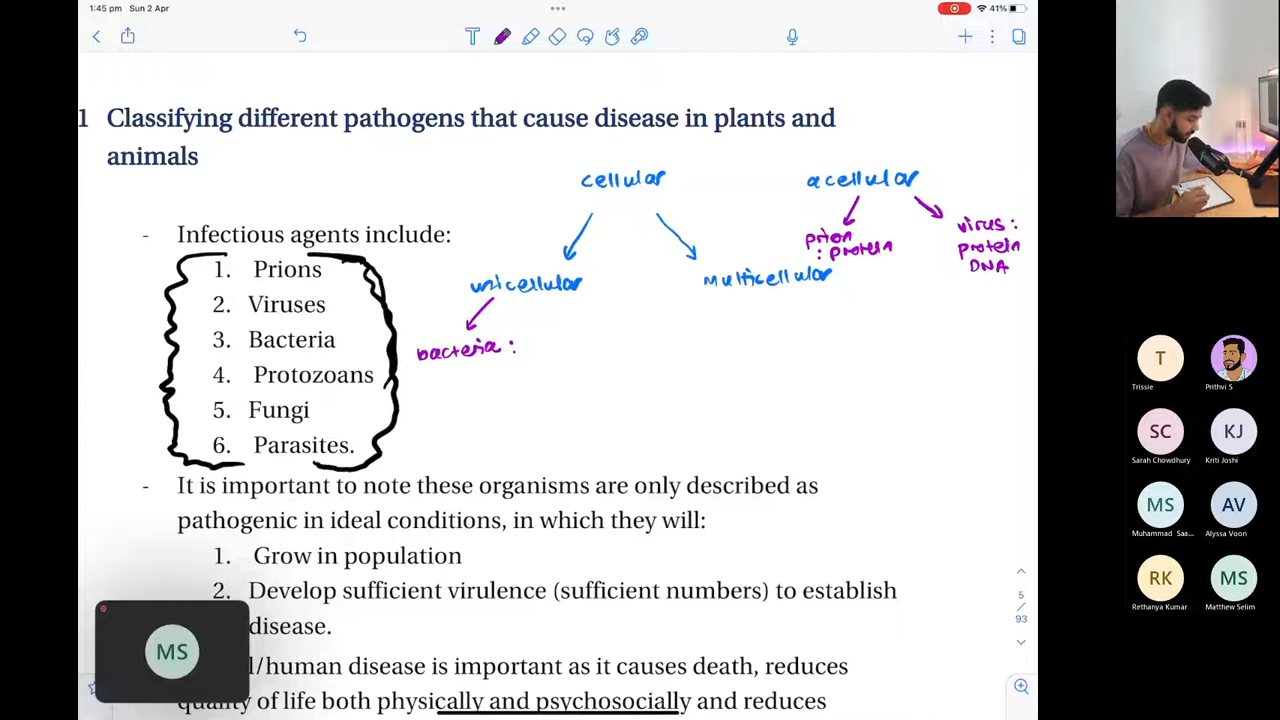 1:45 pm Sun 2 Apr
41%
1 Classifying different pathogens that cause disease in plants and
animals
cellular
acellular
- Infectious agents include:
prion
: protein
virus:
protein
DNA
1. Prions
unicellular
multicellular
2. Viruses
3. Bacteria
bacteria:
4. Protozoans
5. Fungi
6. Parasites.
- It is important to note these organisms are only described as
pathogenic in ideal conditions, in which they will:
1. Grow in population
2. Develop sufficient virulence (sufficient numbers) to establish
disease.
l/human disease is important as it causes death, reduces
quality of life both physically and psychosocially and reduces
5
/
93
MS
T
Trissie
Prithvi S
SC
Sarah Chowdhury
KJ
Kriti Joshi
MS
Muhammad Saa...
AV
Alyssa Voon
RK
Rethanya Kumar
MS
Matthew Selim